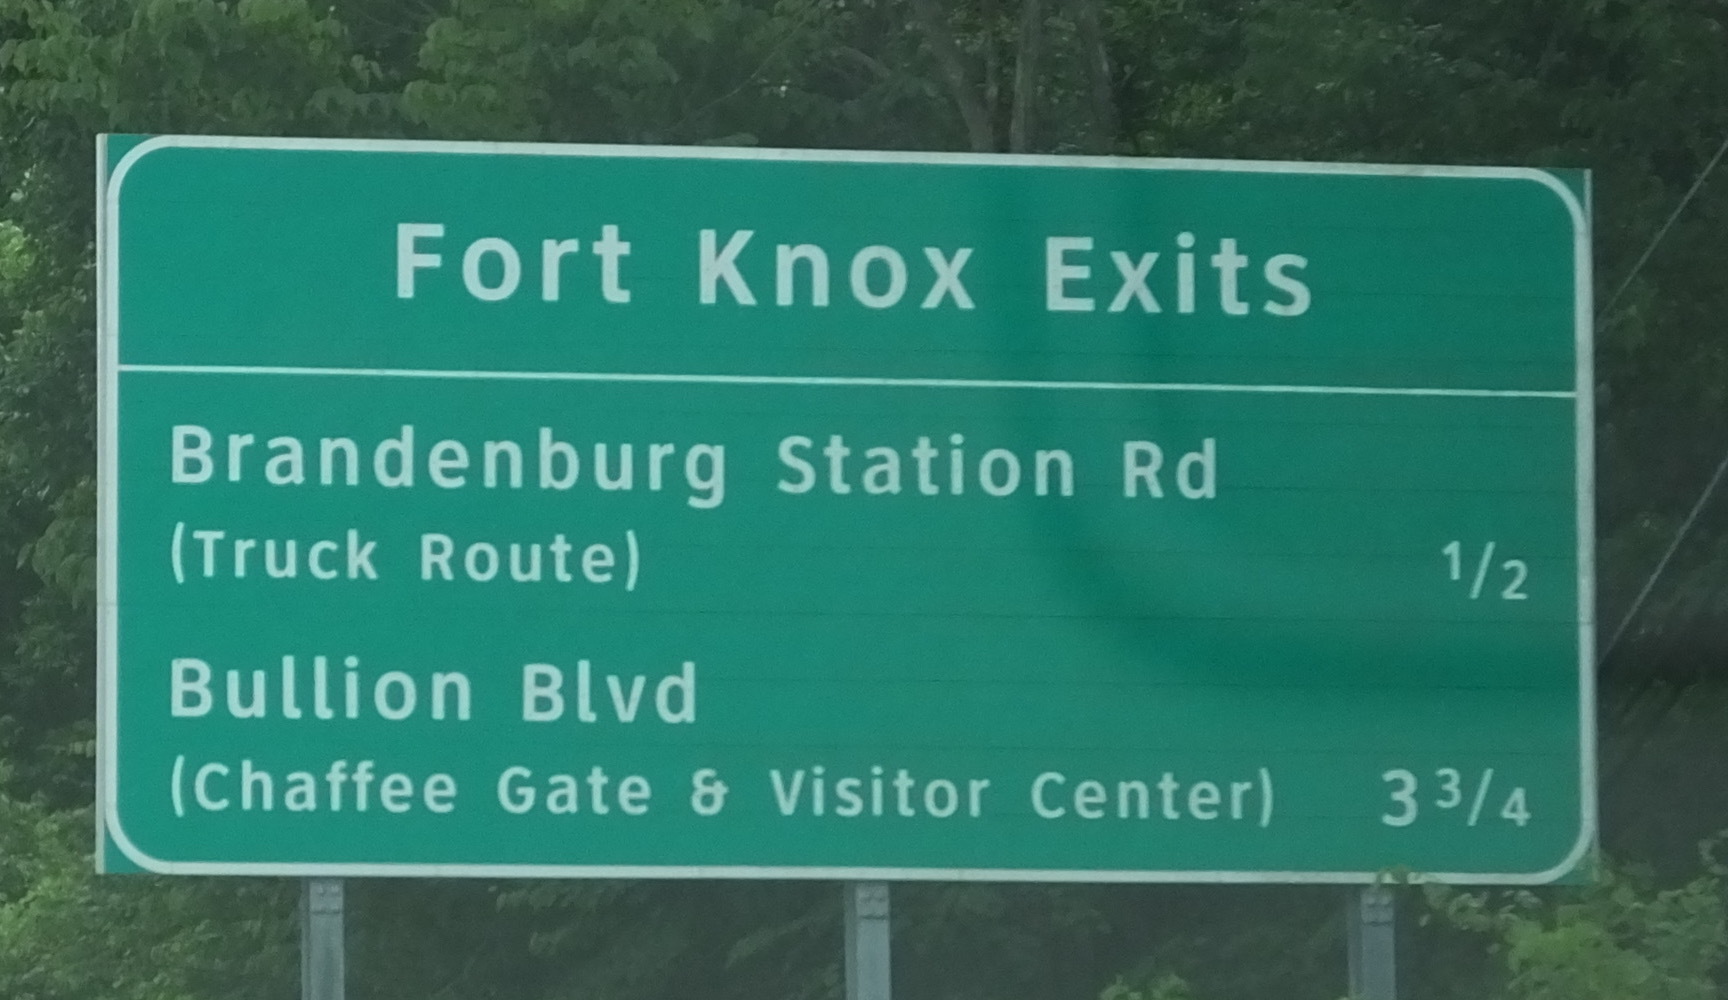 Fort Knox Exits
Brandenburg Station Rd
(Truck Route) 1/2
Bullion Blvd
(Chaffee Gate & Visitor Center) 3 3/4